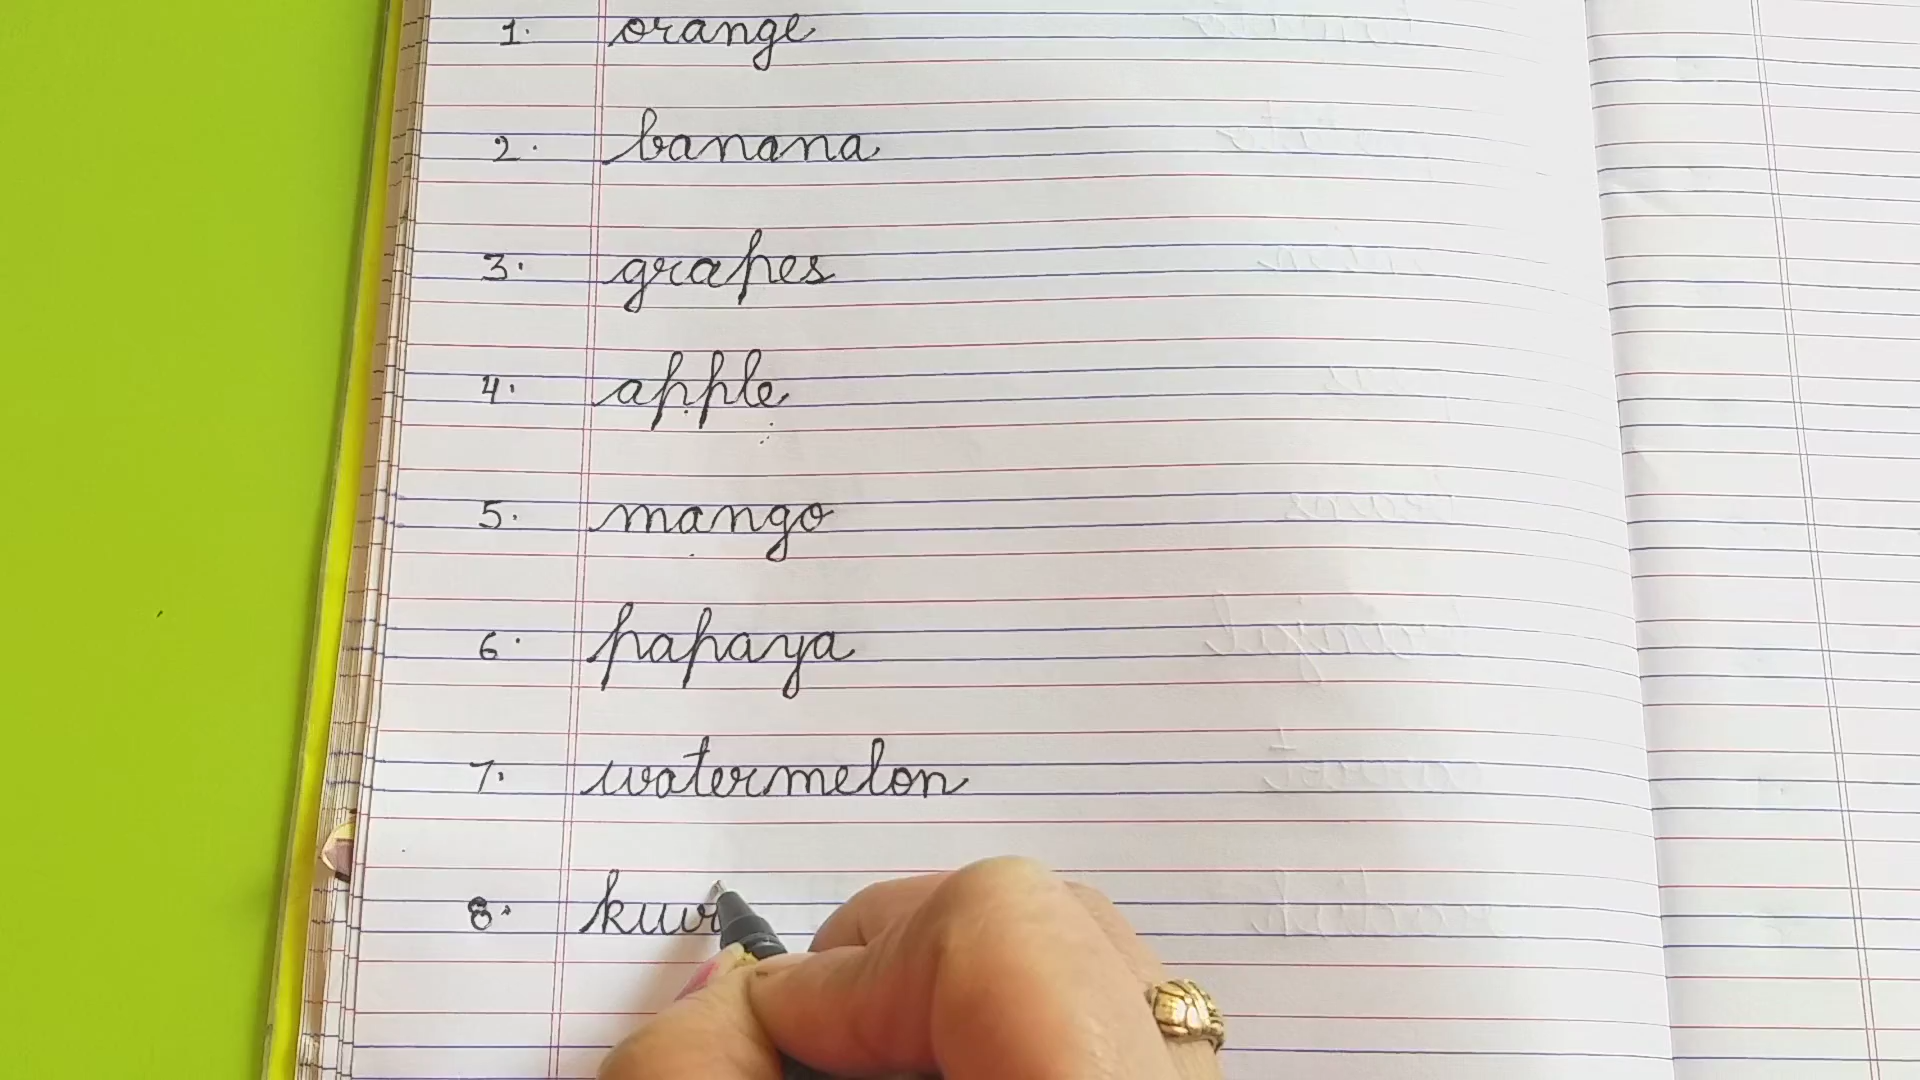 1. orange
2. banana
3. grapes
4. apple
5. mango
6. papaya
7. watermelon
8.